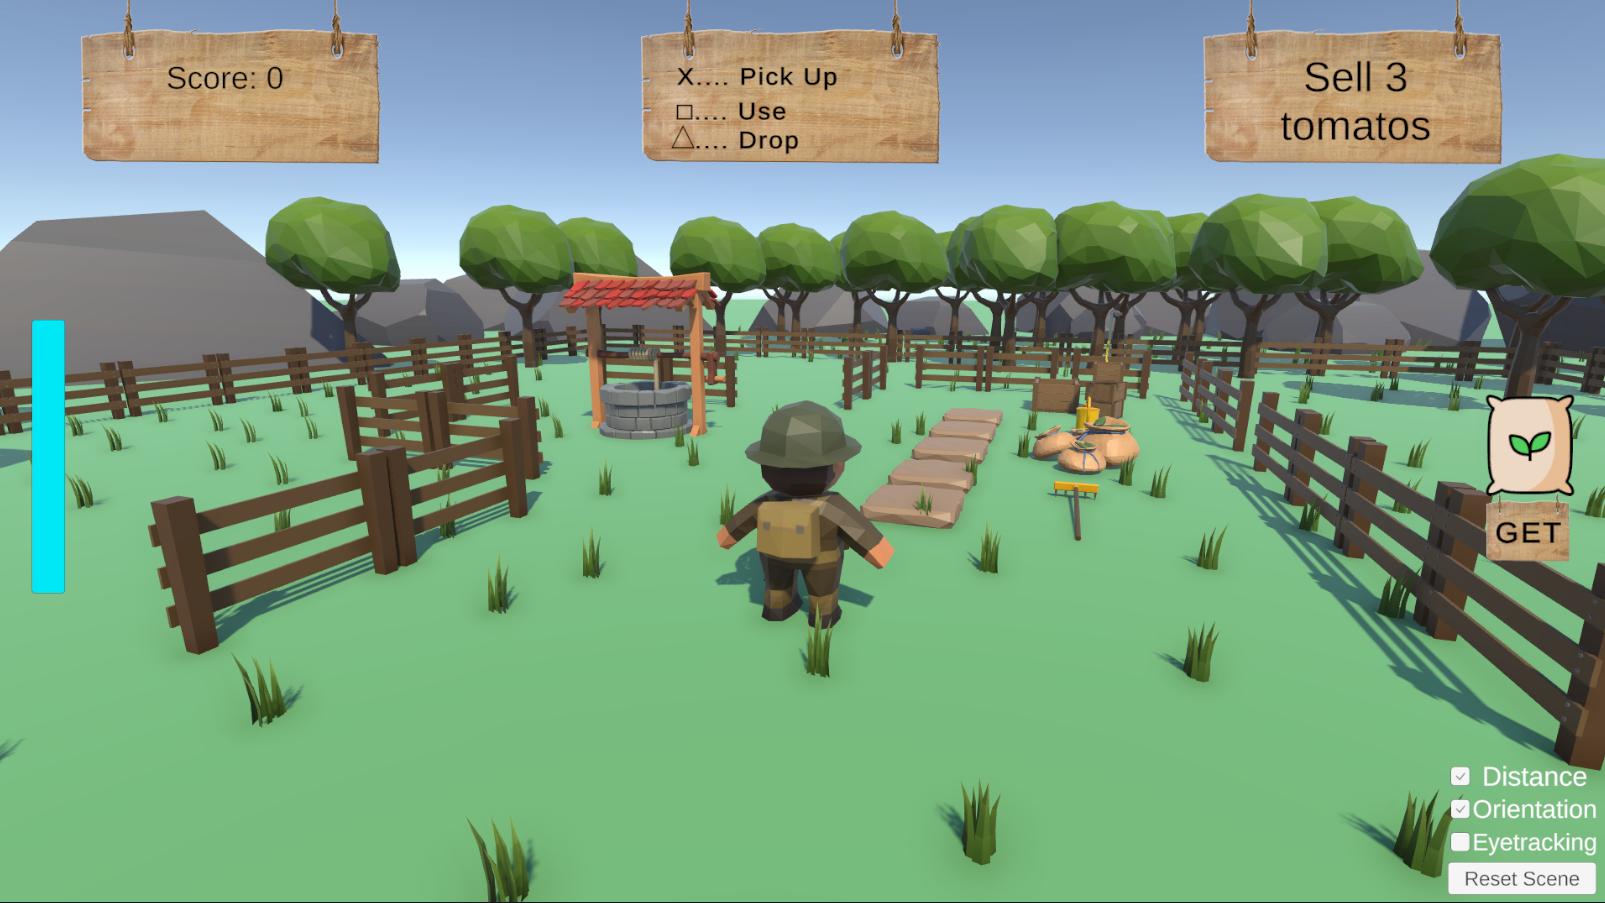 Score: 0
X.... Pick Up
□.... Use
△.... Drop
Sell 3
tomatos
GET
Distance
Orientation
Eyetracking
Reset Scene